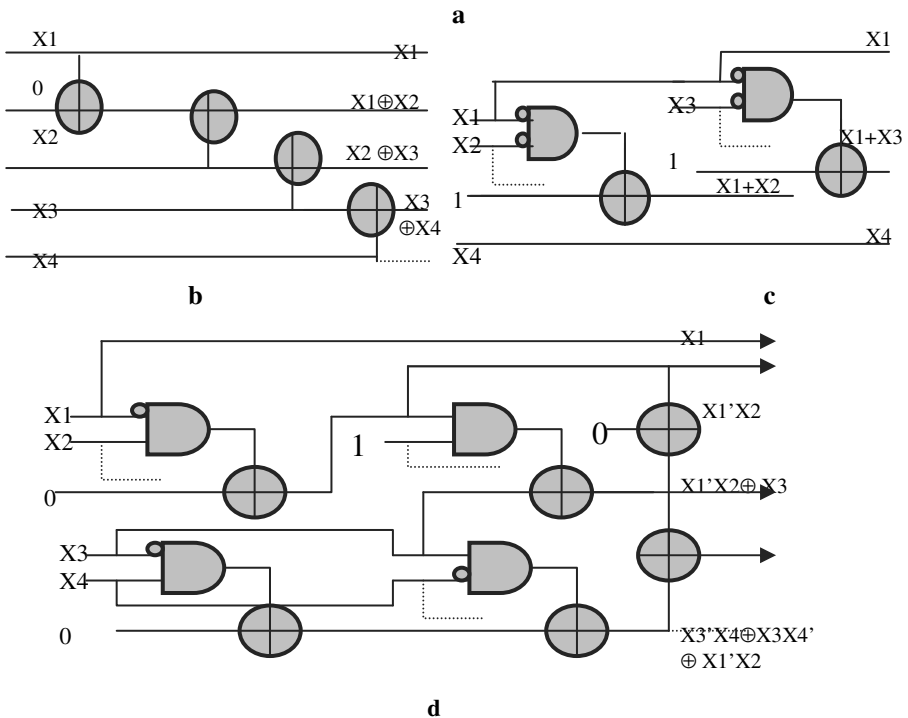 a
X1
X1
0
X1⊕X2
X2
X2 ⊕X3
X3
X3
⊕X4
X4
b
X1
X1
X3
X2
X1+X3
1
X1+X2
1
X4
X4
c
X1
X1
X1'X2
X2
1
0
0
X1'X2⊕ X3
X3
X4
0
X3'X4⊕X3X4'
⊕ X1'X2
d